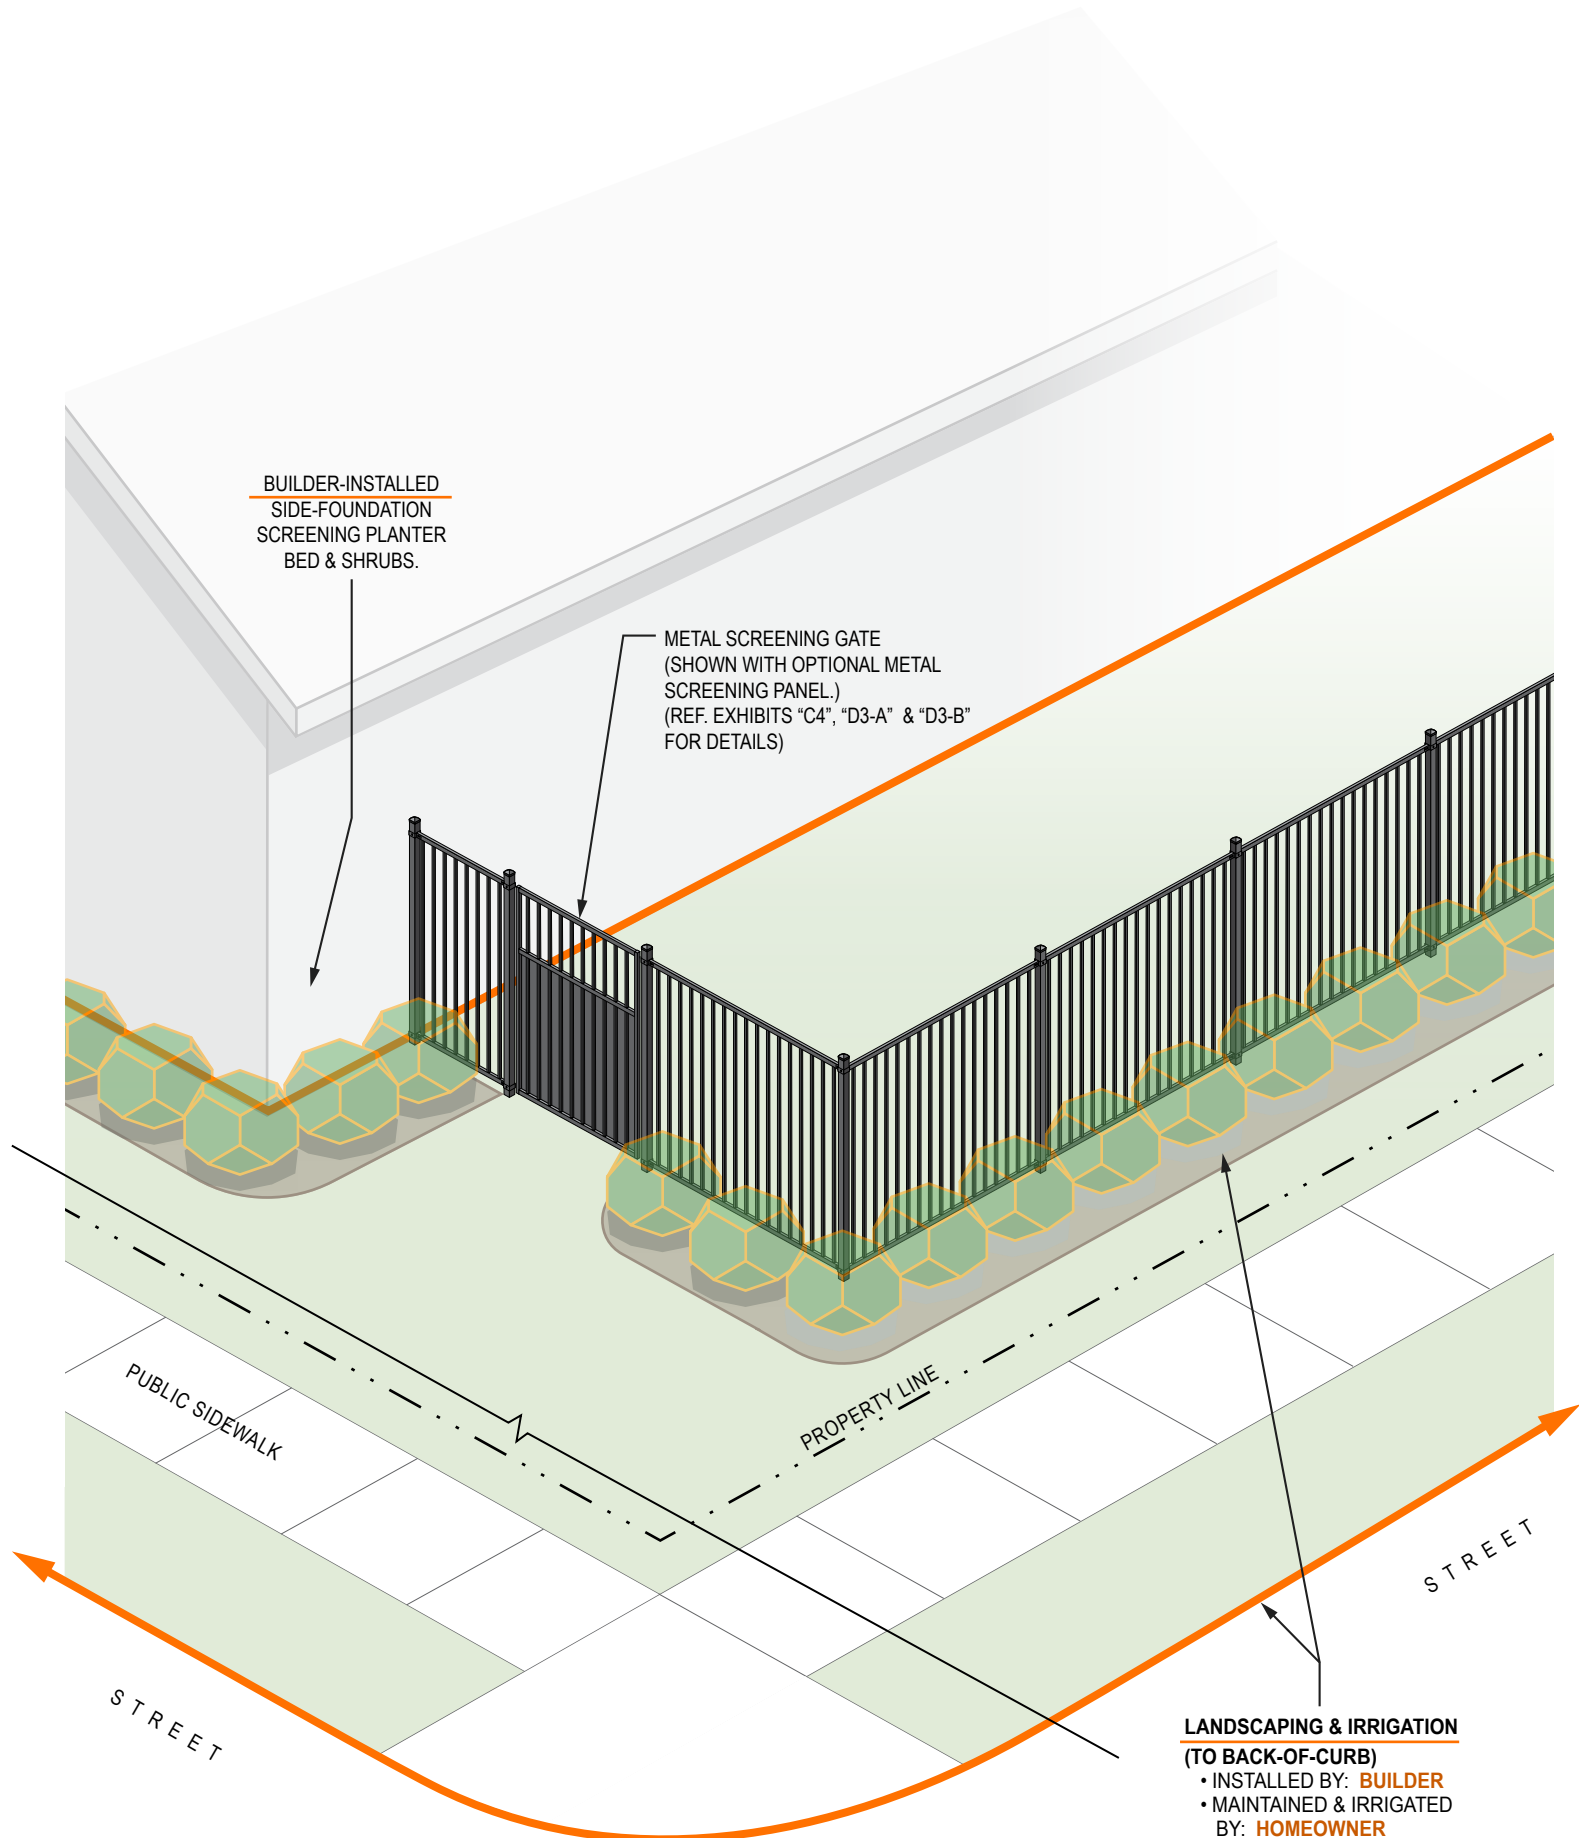 BUILDER-INSTALLED
SIDE-FOUNDATION
SCREENING PLANTER
BED & SHRUBS.
METAL SCREENING GATE
(SHOWN WITH OPTIONAL METAL
SCREENING PANEL.)
(REF. EXHIBITS “C4”, “D3-A” & “D3-B”
FOR DETAILS)
PUBLIC SIDEWALK
PROPERTY LINE
STREET
STREET
LANDSCAPING & IRRIGATION
(TO BACK-OF-CURB)
• INSTALLED BY: BUILDER
• MAINTAINED & IRRIGATED
BY: HOMEOWNER